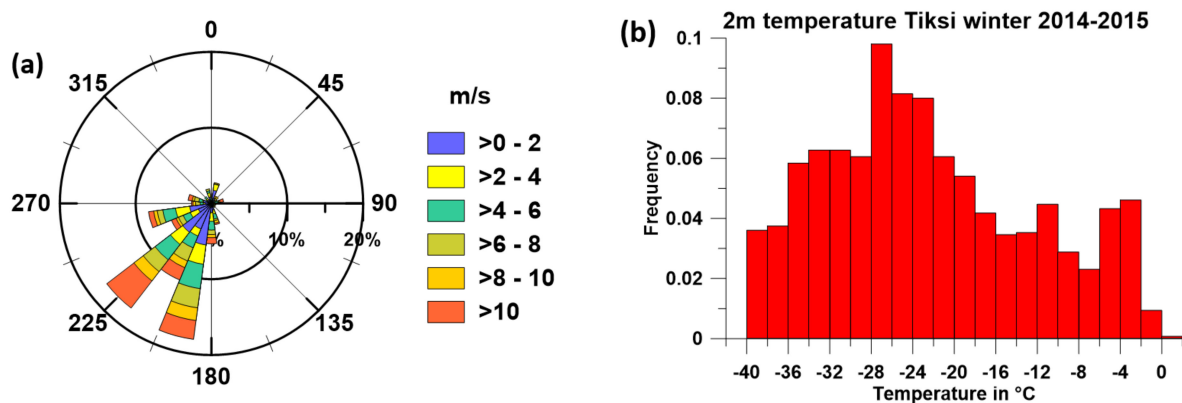 (a)
0
45
90
135
180
225
270
315
%
10%
20%
m/s
>0 - 2
>2 - 4
>4 - 6
>6 - 8
>8 - 10
>10
(b)
2m temperature Tiksi winter 2014-2015
Frequency
0.1
0.08
0.06
0.04
0.02
0
-40 -36 -32 -28 -24 -20 -16 -12 -8 -4 0
Temperature in °C